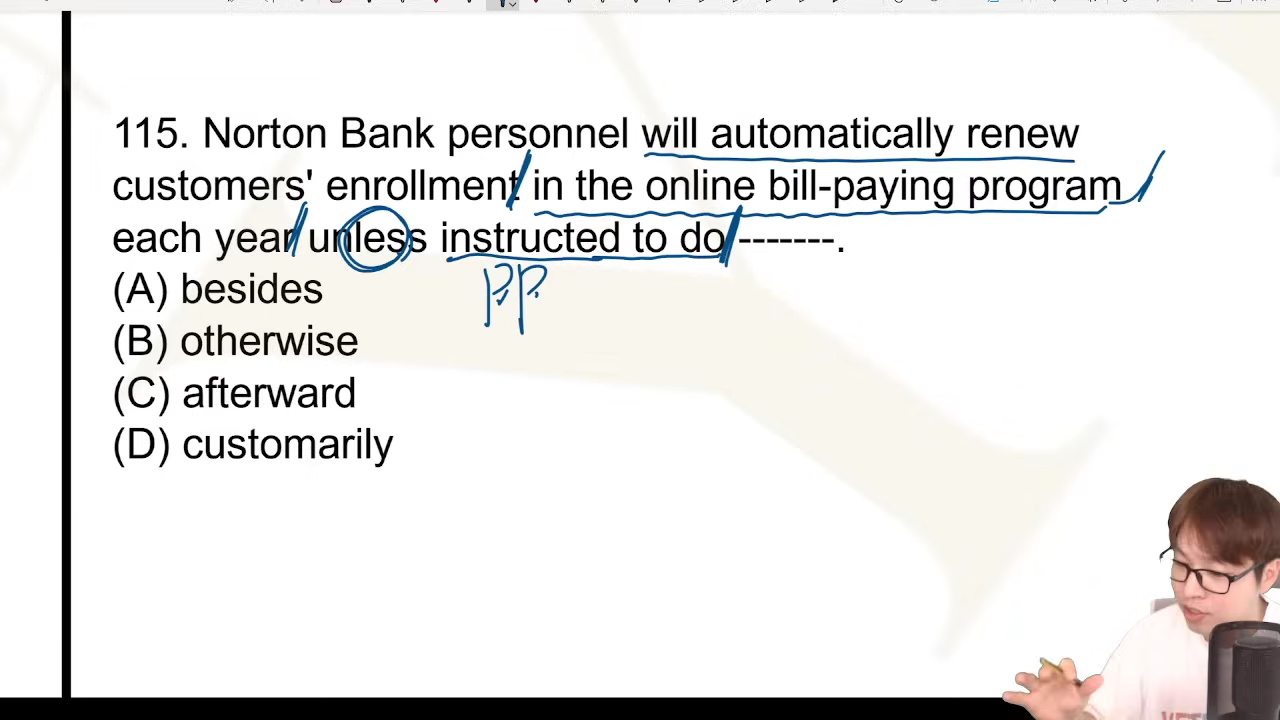 115. Norton Bank personnel will automatically renew
customers' enrollment in the online bill-paying program
each year unless instructed to do -------.
PP
(A) besides
(B) otherwise
(C) afterward
(D) customarily